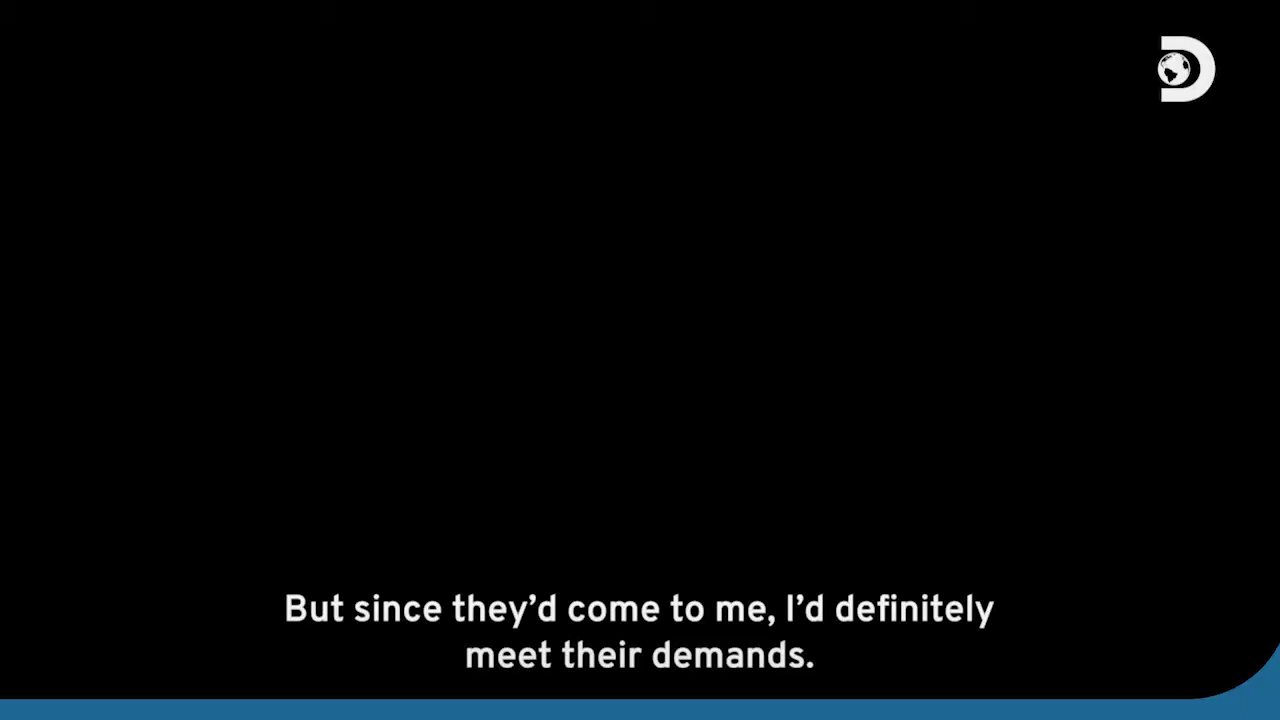 But since they’d come to me, I’d definitely
meet their demands.